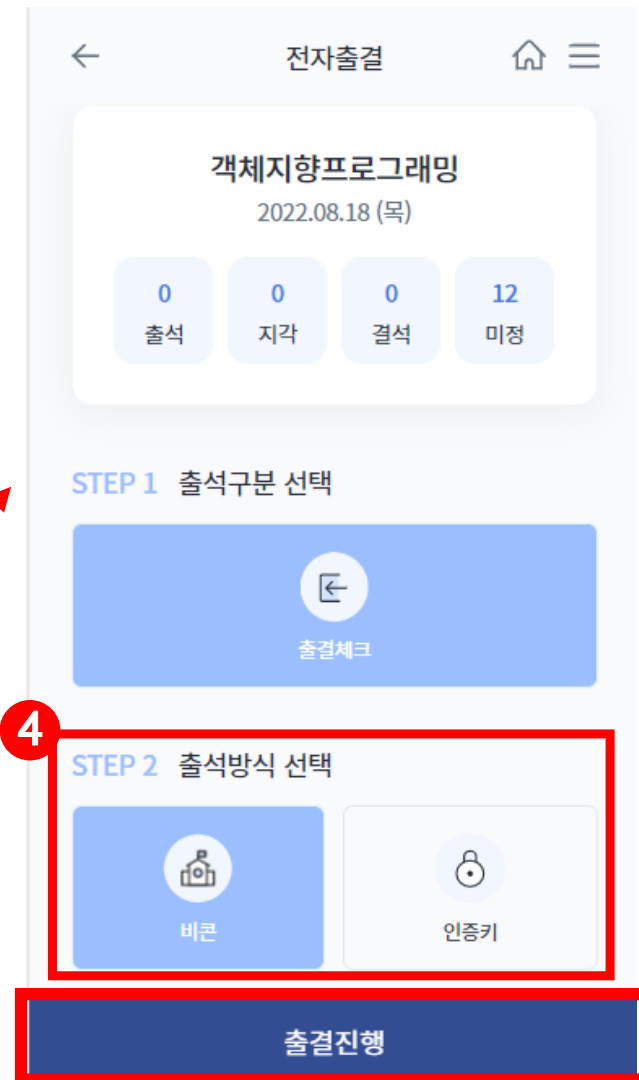 전자출결
객체지향프로그래밍
2022.08.18 (목)
0 0 0 12
출석 지각 결석 미정
STEP 1 출석구분 선택
출결체크
4
STEP 2 출석방식 선택
비콘 인증키
출결진행